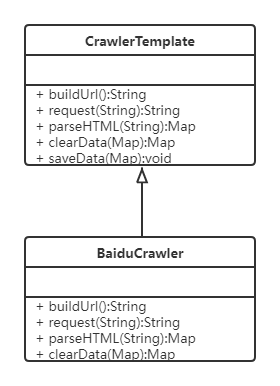 CrawlerTemplate
+ buildUrl():String
+ request(String):String
+ parseHTML(String):Map
+ clearData(Map):Map
+ saveData(Map):void
BaiduCrawler
+ buildUrl():String
+ request(String):String
+ parseHTML(String):Map
+ clearData(Map):Map